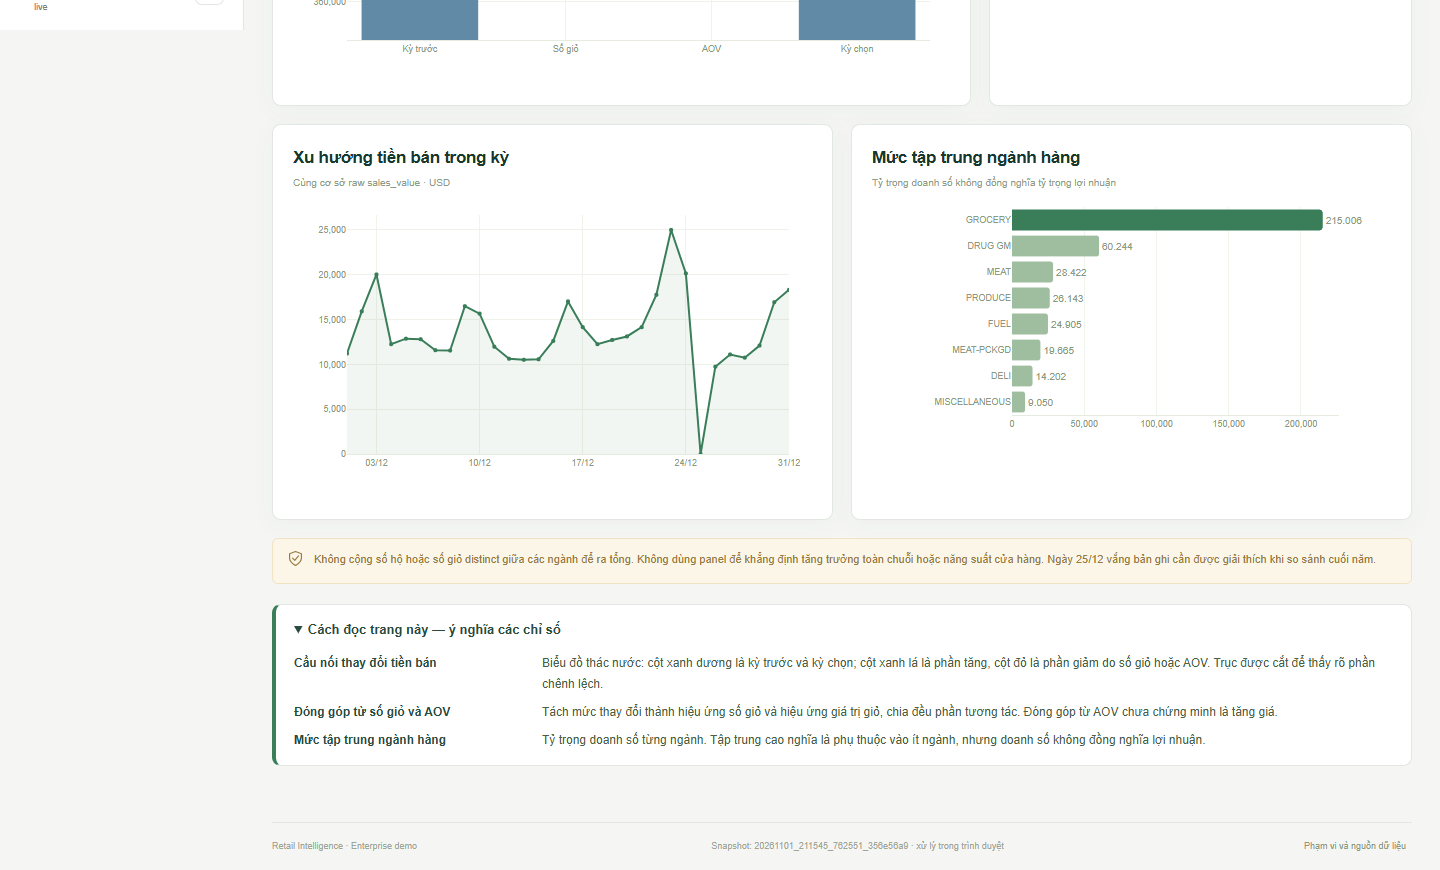 live
360,000
Kỳ trước
Số giỏ
AOV
Kỳ chọn
Xu hướng tiền bán trong kỳ
Cùng cơ sở raw sales_value · USD
25,000
20,000
15,000
10,000
5,000
0
03/12
10/12
17/12
24/12
31/12
Mức tập trung ngành hàng
Tỷ trọng doanh số không đồng nghĩa tỷ trọng lợi nhuận
GROCERY 215.006
DRUG GM 60.244
MEAT 28.422
PRODUCE 26.143
FUEL 24.905
MEAT-PCKGD 19.665
DELI 14.202
MISCELLANEOUS 9.050
0
50,000
100,000
150,000
200,000
Không cộng số hộ hoặc số giỏ distinct giữa các ngành để ra tổng. Không dùng panel để khẳng định tăng trưởng toàn chuỗi hoặc năng suất cửa hàng. Ngày 25/12 vắng bản ghi cần được giải thích khi so sánh cuối năm.
▼ Cách đọc trang này — ý nghĩa các chỉ số
Cầu nối thay đổi tiền bán
Biểu đồ thác nước: cột xanh dương là kỳ trước và kỳ chọn; cột xanh lá là phần tăng, cột đỏ là phần giảm do số giỏ hoặc AOV. Trục được cắt để thấy rõ phần
chênh lệch.
Đóng góp từ số giỏ và AOV
Tách mức thay đổi thành hiệu ứng số giỏ và hiệu ứng giá trị giỏ, chia đều phần tương tác. Đóng góp từ AOV chưa chứng minh là tăng giá.
Mức tập trung ngành hàng
Tỷ trọng doanh số từng ngành. Tập trung cao nghĩa là phụ thuộc vào ít ngành, nhưng doanh số không đồng nghĩa lợi nhuận.
Retail Intelligence · Enterprise demo
Snapshot: 20261101_211545_762551_356e56a9 · xử lý trong trình duyệt
Phạm vi và nguồn dữ liệu